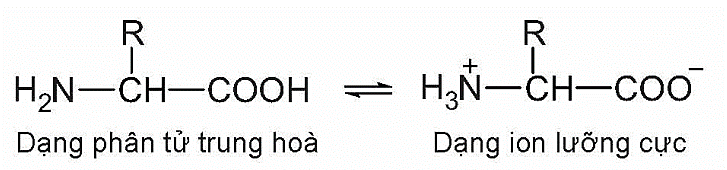 R R
H₂N—CH—COOH ⇌ H₃N⁺—CH—COO⁻
Dạng phân tử trung hoà Dạng ion lưỡng cực